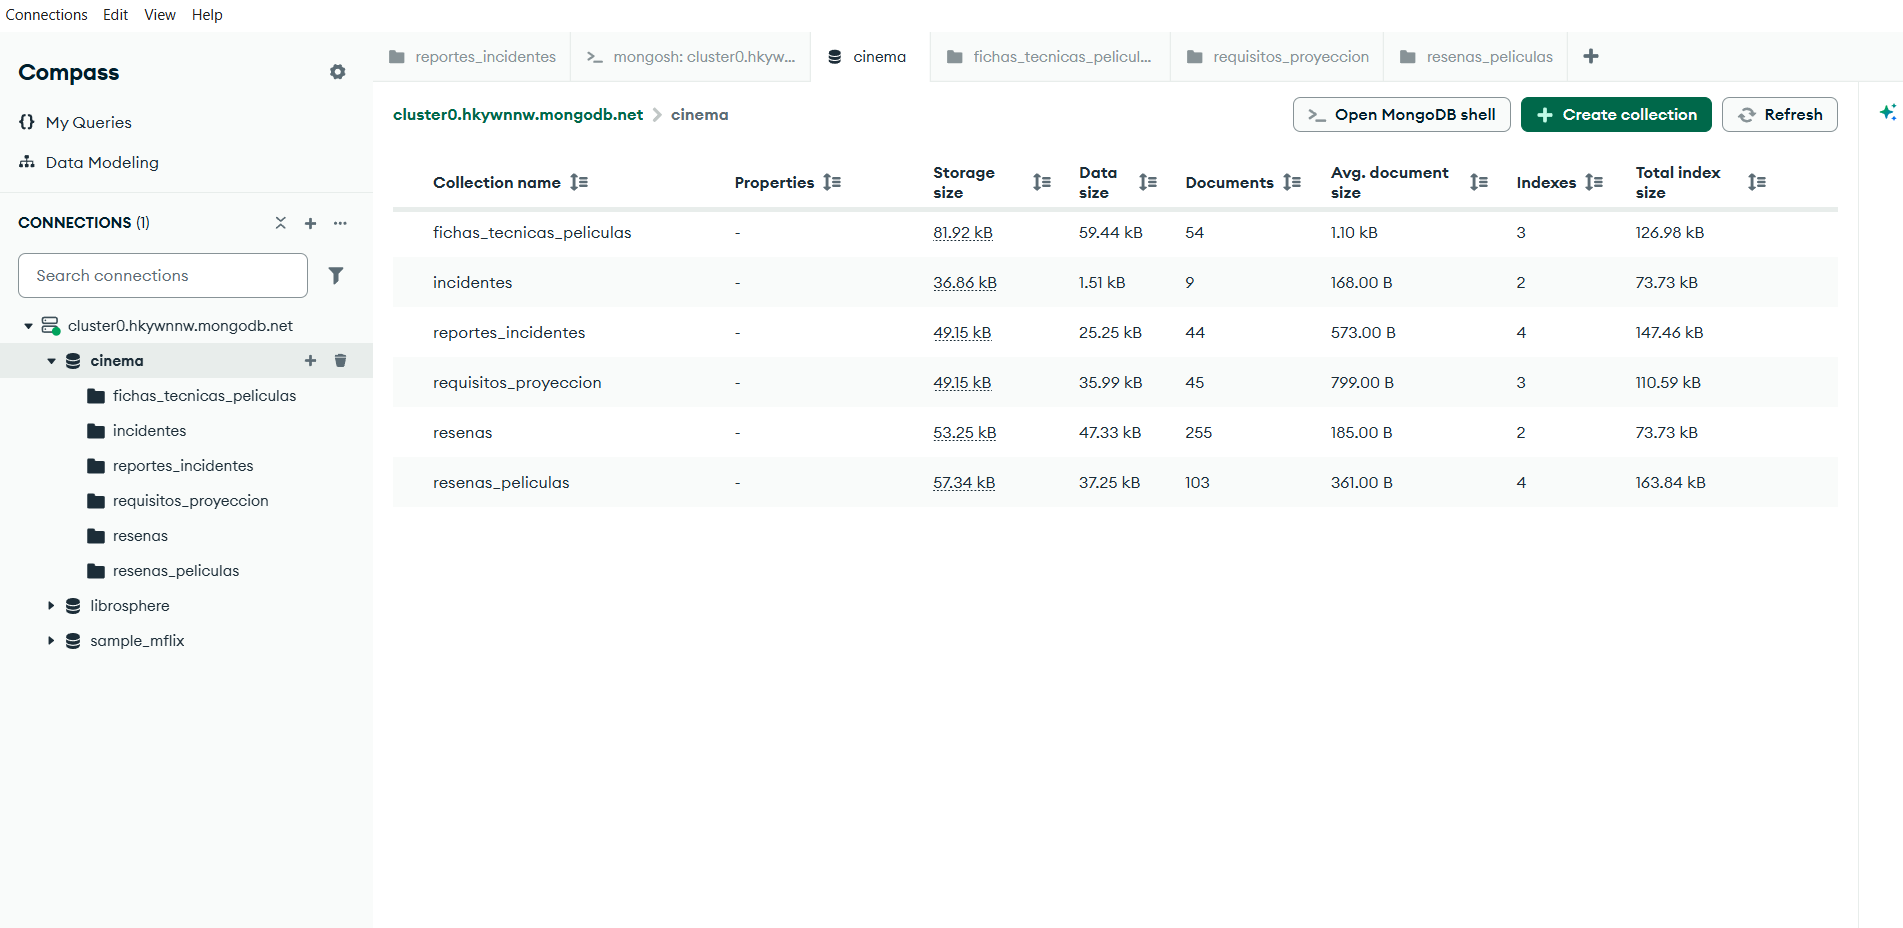 Connections Edit View Help
Compass
My Queries
Data Modeling
CONNECTIONS (1)
Search connections
cluster0.hkywnnw.mongodb.net
cinema
fichas_tecnicas_peliculas
incidentes
reportes_incidentes
requisitos_proyeccion
resenas
resenas_peliculas
librosphere
sample_mflix
reportes_incidentes mongosh: cluster0.hkyw... cinema fichas_tecnicas_pelicul... requisitos_proyeccion resenas_peliculas
cluster0.hkywnnw.mongodb.net cinema
Open MongoDB shell Create collection Refresh
Collection name Properties Storage size Data size Documents Avg. document size Indexes Total index size
fichas_tecnicas_peliculas - 81.92 kB 59.44 kB 54 1.10 kB 3 126.98 kB
incidentes - 36.86 kB 1.51 kB 9 168.00 B 2 73.73 kB
reportes_incidentes - 49.15 kB 25.25 kB 44 573.00 B 4 147.46 kB
requisitos_proyeccion - 49.15 kB 35.99 kB 45 799.00 B 3 110.59 kB
resenas - 53.25 kB 47.33 kB 255 185.00 B 2 73.73 kB
resenas_peliculas - 57.34 kB 37.25 kB 103 361.00 B 4 163.84 kB